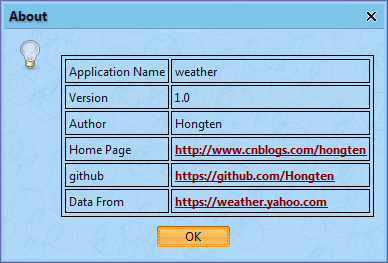 About
Application Name weather
Version 1.0
Author Hongten
Home Page http://www.cnblogs.com/hongten
github https://github.com/Hongten
Data From https://weather.yahoo.com
OK